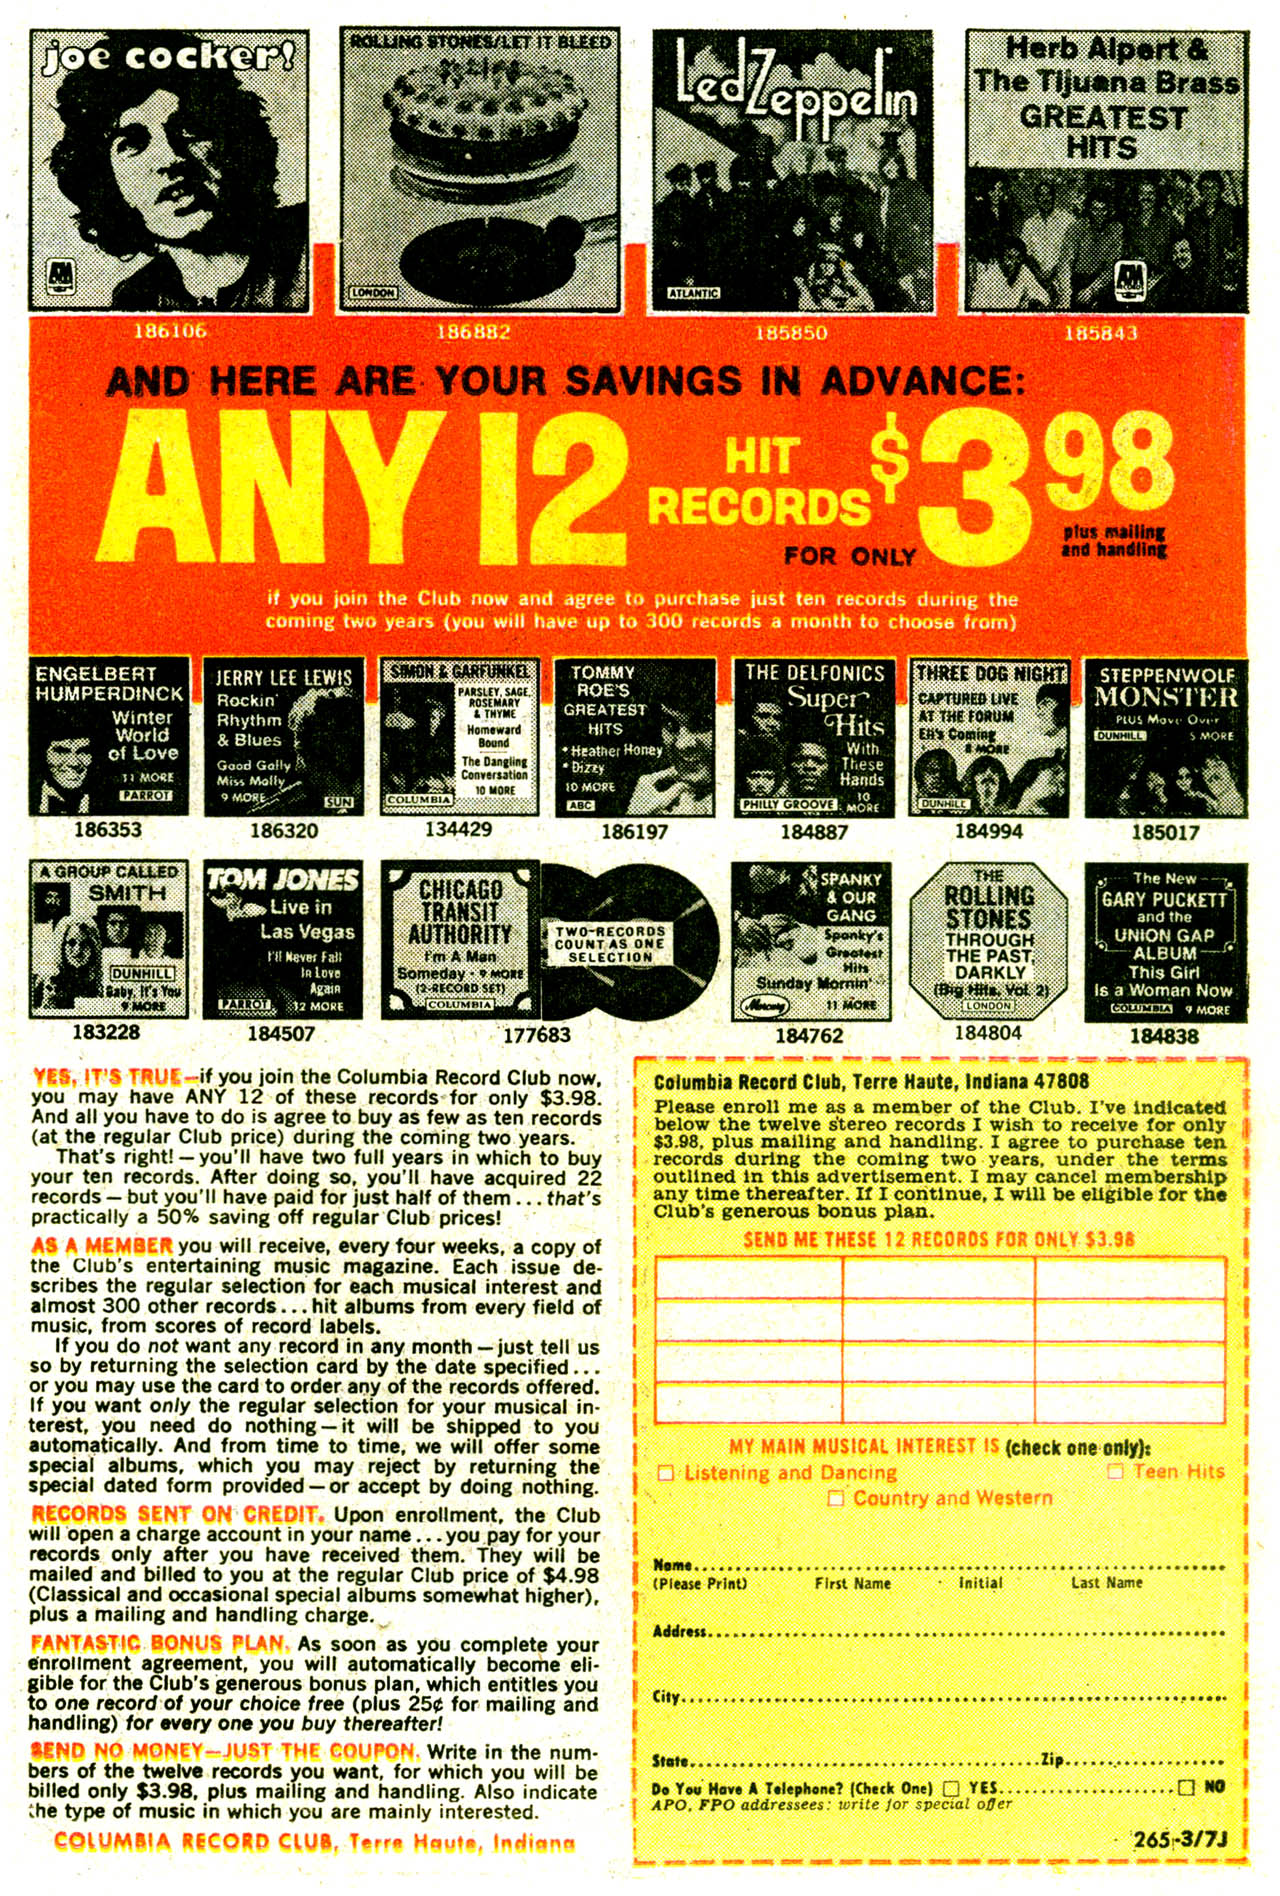 joe cocker!
A&M
186106
ROLLING STONES/LET IT BLEED
LONDON
186882
Led Zeppelin
ATLANTIC
185850
Herb Alpert &
The Tijuana Brass
GREATEST
HITS
A&M
185843
AND HERE ARE YOUR SAVINGS IN ADVANCE:
ANY 12 HIT RECORDS FOR ONLY $3.98
plus mailing
and handling
if you join the Club now and agree to purchase just ten records during the
coming two years (you will have up to 300 records a month to choose from)
ENGELBERT
HUMPERDINCK
Winter
World
of Love
11 MORE
PARROT
186353
JERRY LEE LEWIS
Rockin'
Rhythm
& Blues
Good Golly
Miss Molly
9 MORE
SUN
186320
SIMON & GARFUNKEL
PARSLEY, SAGE,
ROSEMARY
& THYME
Homeward
Bound
The Dangling
Conversation
10 MORE
COLUMBIA
134429
TOMMY
ROE'S
GREATEST
HITS
*Heather Honey
*Dizzy
10 MORE
ABC
186197
THE DELFONICS
Super
Hits
With
These
Hands
10
MORE
PHILLY GROOVE
184887
THREE DOG NIGHT
CAPTURED LIVE
AT THE FORUM
Eli's Coming
8 MORE
DUNHILL
184994
STEPPENWOLF
MONSTER
PLUS Move Over
DUNHILL 5 MORE
185017
A GROUP CALLED
SMITH
DUNHILL
Baby, It's You
9 MORE
183228
TOM JONES
Live in
Las Vegas
I'll Never Fall
In Love
Again
PARROT 12 MORE
184507
CHICAGO
TRANSIT
AUTHORITY
I'm A Man
Someday • 9 MORE
(2-RECORD SET)
COLUMBIA
TWO-RECORDS
COUNT AS ONE
SELECTION
177683
SPANKY
& OUR
GANG
Spanky's
Greatest
Hits
Sunday Mornin'
Mercury 11 MORE
184762
THE
ROLLING
STONES
THROUGH
THE PAST,
DARKLY
(Big Hits, Vol. 2)
LONDON
184804
The New
GARY PUCKETT
and the
UNION GAP
ALBUM
This Girl
Is a Woman Now
COLUMBIA 9 MORE
184838
YES, IT'S TRUE—if you join the Columbia Record Club now,
you may have ANY 12 of these records for only $3.98.
And all you have to do is agree to buy as few as ten records
(at the regular Club price) during the coming two years.
That's right! — you'll have two full years in which to buy
your ten records. After doing so, you'll have acquired 22
records — but you'll have paid for just half of them...that's
practically a 50% saving off regular Club prices!
AS A MEMBER you will receive, every four weeks, a copy of
the Club's entertaining music magazine. Each issue de-
scribes the regular selection for each musical interest and
almost 300 other records...hit albums from every field of
music, from scores of record labels.
If you do not want any record in any month — just tell us
so by returning the selection card by the date specified...
or you may use the card to order any of the records offered.
If you want only the regular selection for your musical in-
terest, you need do nothing — it will be shipped to you
automatically. And from time to time, we will offer some
special albums, which you may reject by returning the
special dated form provided — or accept by doing nothing.
RECORDS SENT ON CREDIT. Upon enrollment, the Club
will open a charge account in your name...you pay for your
records only after you have received them. They will be
mailed and billed to you at the regular Club price of $4.98
(Classical and occasional special albums somewhat higher),
plus a mailing and handling charge.
FANTASTIC BONUS PLAN. As soon as you complete your
enrollment agreement, you will automatically become eli-
gible for the Club's generous bonus plan, which entitles you
to one record of your choice free (plus 25¢ for mailing and
handling) for every one you buy thereafter!
SEND NO MONEY—JUST THE COUPON. Write in the num-
bers of the twelve records you want, for which you will be
billed only $3.98, plus mailing and handling. Also indicate
the type of music in which you are mainly interested.
COLUMBIA RECORD CLUB, Terre Haute, Indiana
Columbia Record Club, Terre Haute, Indiana 47808
Please enroll me as a member of the Club. I've indicated
below the twelve stereo records I wish to receive for only
$3.98, plus mailing and handling. I agree to purchase ten
records during the coming two years, under the terms
outlined in this advertisement. I may cancel membership
any time thereafter. If I continue, I will be eligible for the
Club's generous bonus plan.
SEND ME THESE 12 RECORDS FOR ONLY $3.98
MY MAIN MUSICAL INTEREST IS (check one only):
Listening and Dancing Teen Hits
Country and Western
Name
(Please Print) First Name Initial Last Name
Address
City
State Zip
Do You Have A Telephone? (Check One) YES NO
APO, FPO addressees: write for special offer
265-3/7J